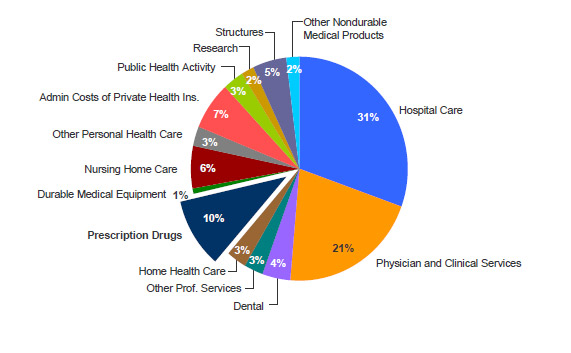 Structures
Other Nondurable
Medical Products
Research
2%
5%
2%
Public Health Activity
3%
Admin Costs of Private Health Ins.
7%
Hospital Care
31%
Other Personal Health Care
3%
Nursing Home Care
6%
Durable Medical Equipment
1%
10%
Prescription Drugs
21%
Physician and Clinical Services
Home Health Care
3%
Other Prof. Services
3%
4%
Dental